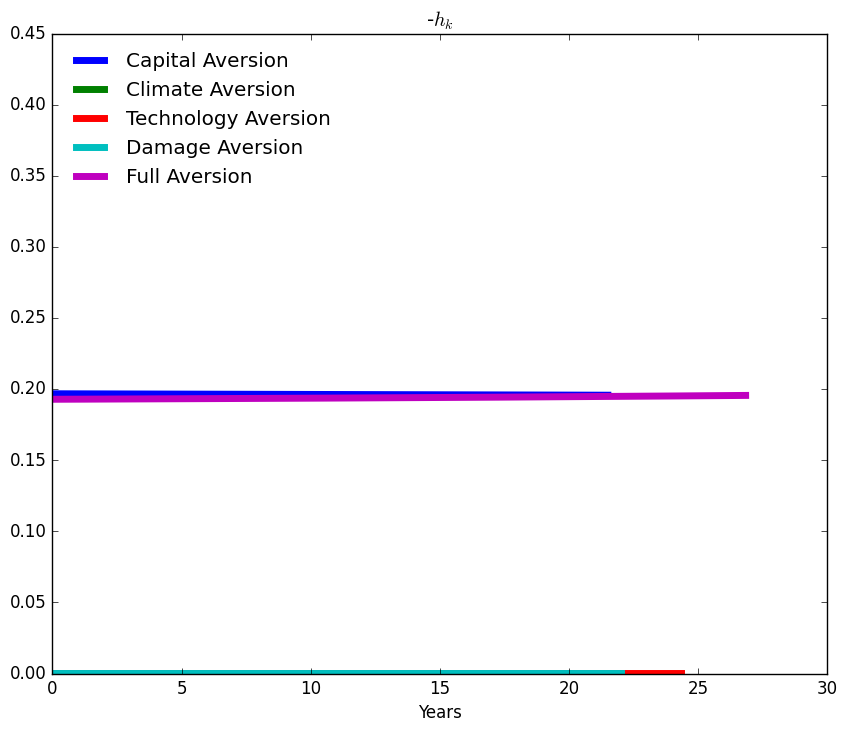 -h_k
0.45
0.40
0.35
0.30
0.25
0.20
0.15
0.10
0.05
0.00
Capital Aversion
Climate Aversion
Technology Aversion
Damage Aversion
Full Aversion
0 5 10 15 20 25 30
Years